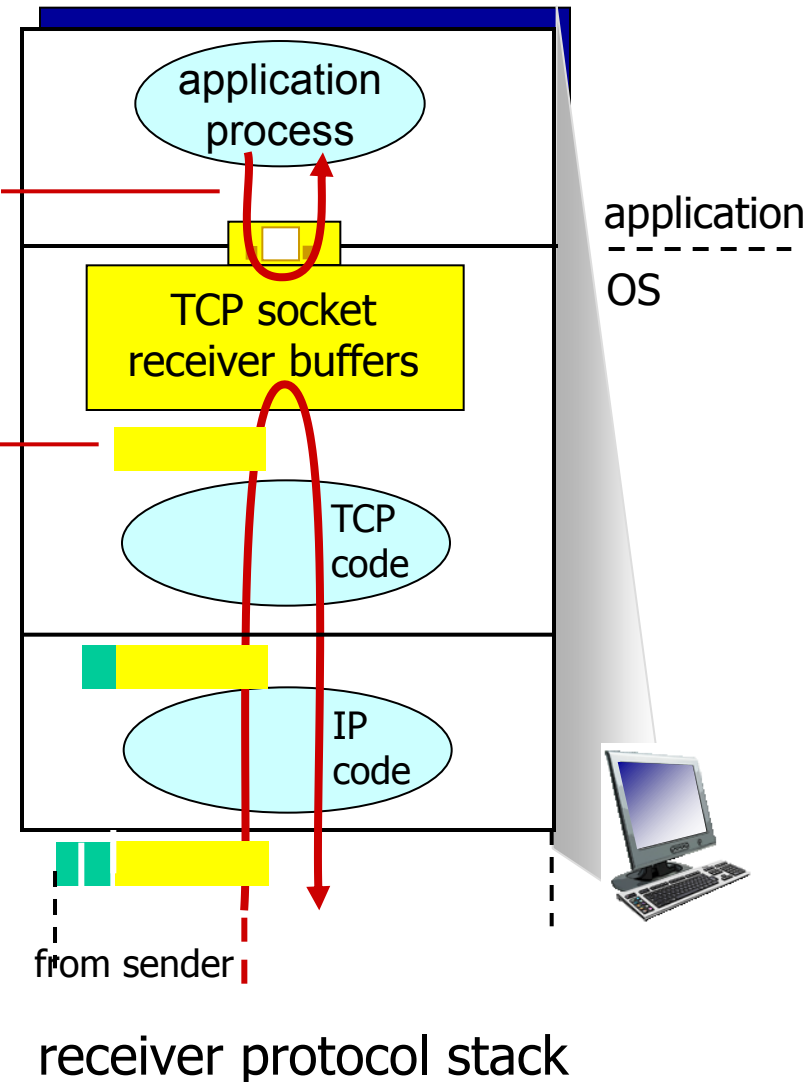 application
process
application
OS
TCP socket
receiver buffers
TCP
code
IP
code
from sender
receiver protocol stack